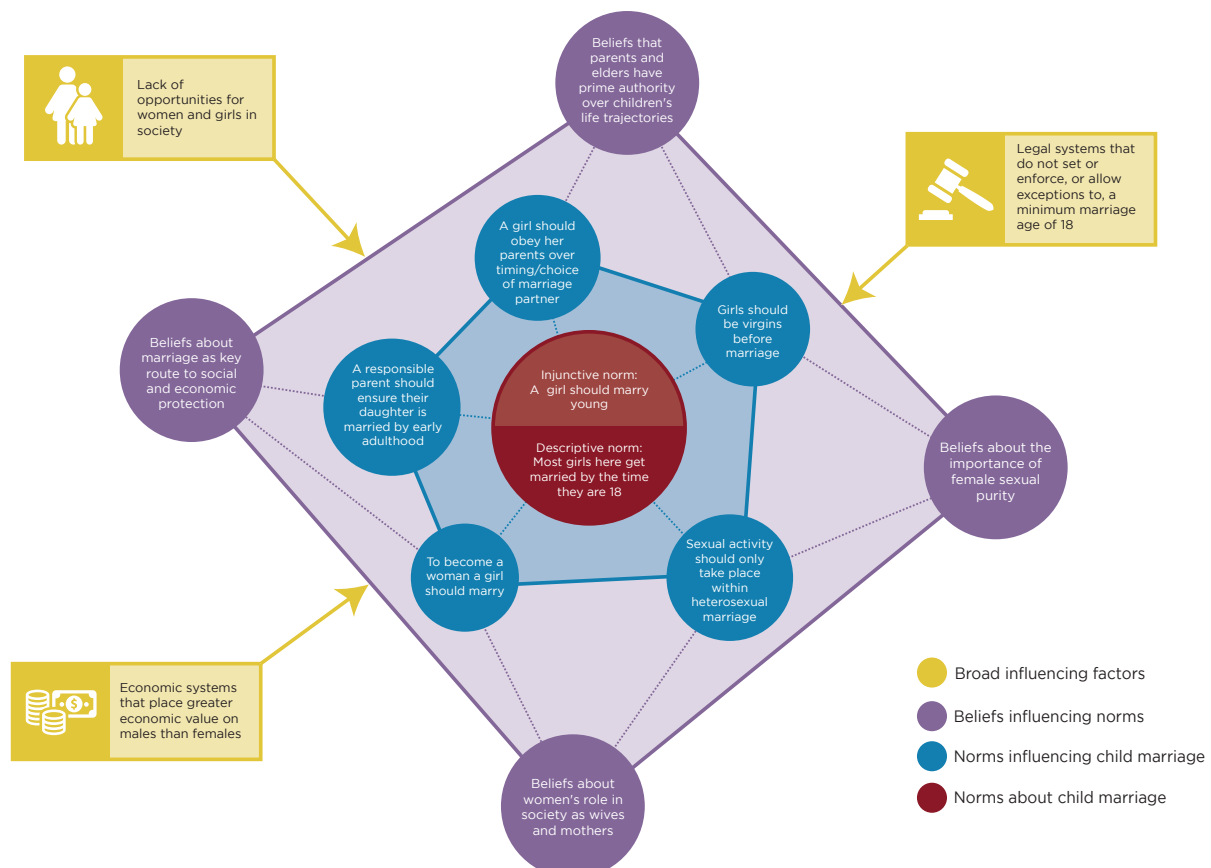 Beliefs that
parents and
elders have
prime authority
over children's
life trajectories
Lack of
opportunities for
women and girls in
society
Legal systems that
do not set or
enforce, or allow
exceptions to, a
minimum marriage
age of 18
A girl should
obey her
parents over
timing/choice
of marriage
partner
Girls should
be virgins
before
marriage
Beliefs about
marriage as key
route to social
and economic
protection
A responsible
parent should
ensure their
daughter is
married by early
adulthood
Injunctive norm:
A girl should marry
young
Descriptive norm:
Most girls here get
married by the time
they are 18
Beliefs about the
importance of
female sexual
purity
To become a
woman a girl
should marry
Sexual activity
should only
take place
within
heterosexual
marriage
Economic systems
that place greater
economic value on
males than females
$
Beliefs about
women's role in
society as wives
and mothers
Broad influencing factors
Beliefs influencing norms
Norms influencing child marriage
Norms about child marriage